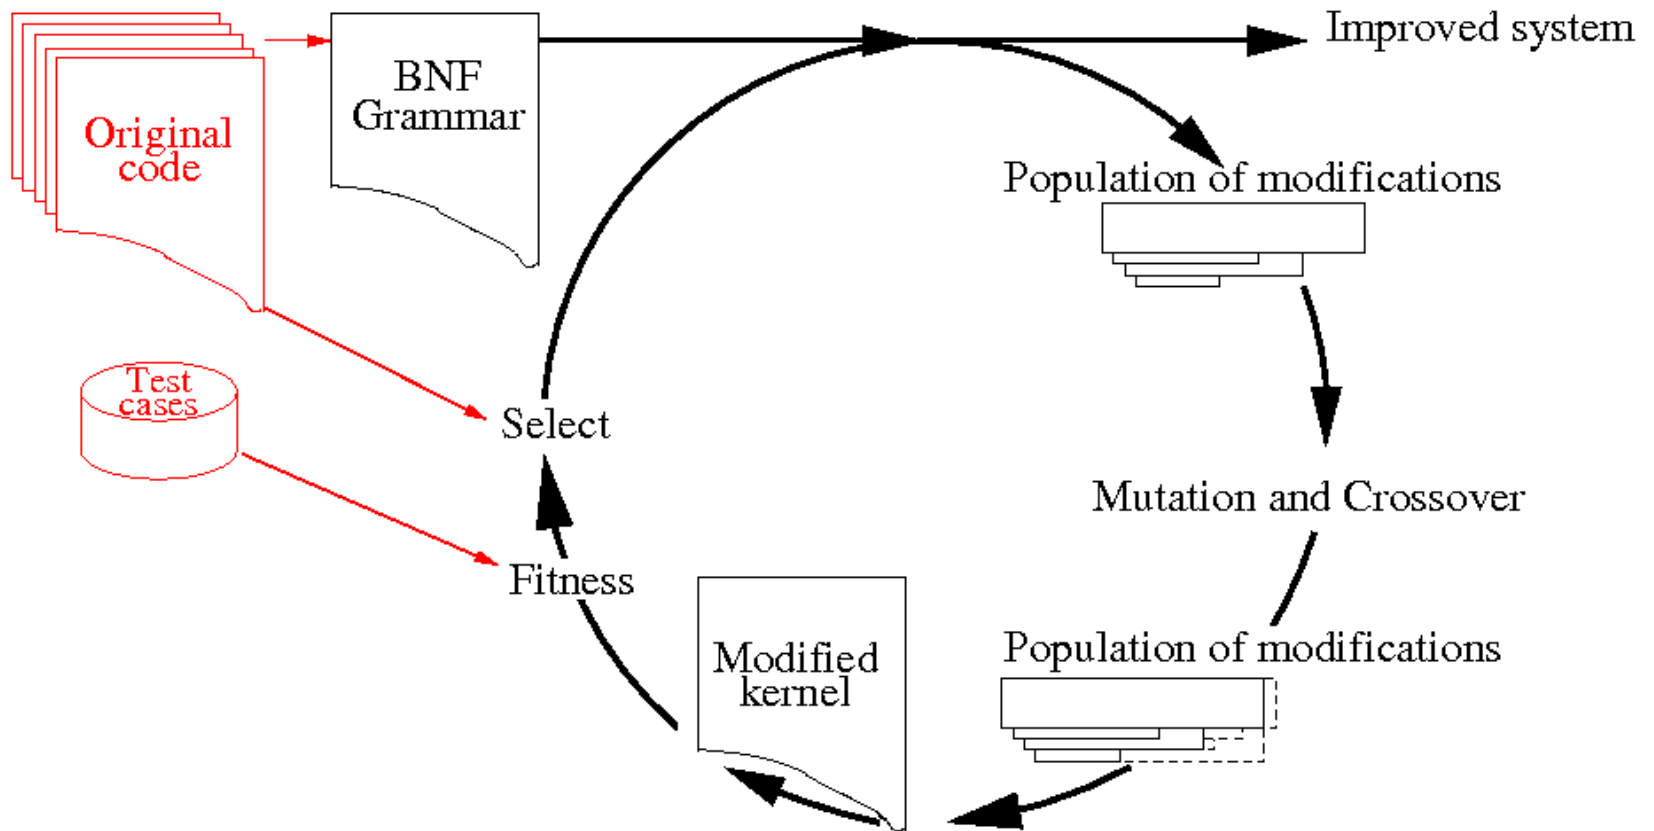 Improved system
BNF
Grammar
Original
code
Population of modifications
Test
cases
Select
Mutation and Crossover
Fitness
Population of modifications
Modified
kernel